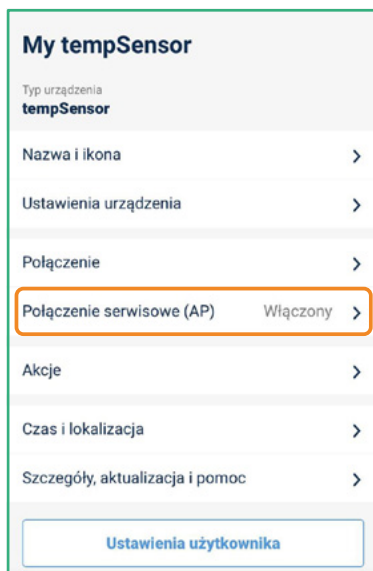 My tempSensor
Typ urządzenia
tempSensor
Nazwa i ikona
Ustawienia urządzenia
Połączenie
Połączenie serwisowe (AP) Włączony
Akcje
Czas i lokalizacja
Szczegóły, aktualizacja i pomoc
Ustawienia użytkownika